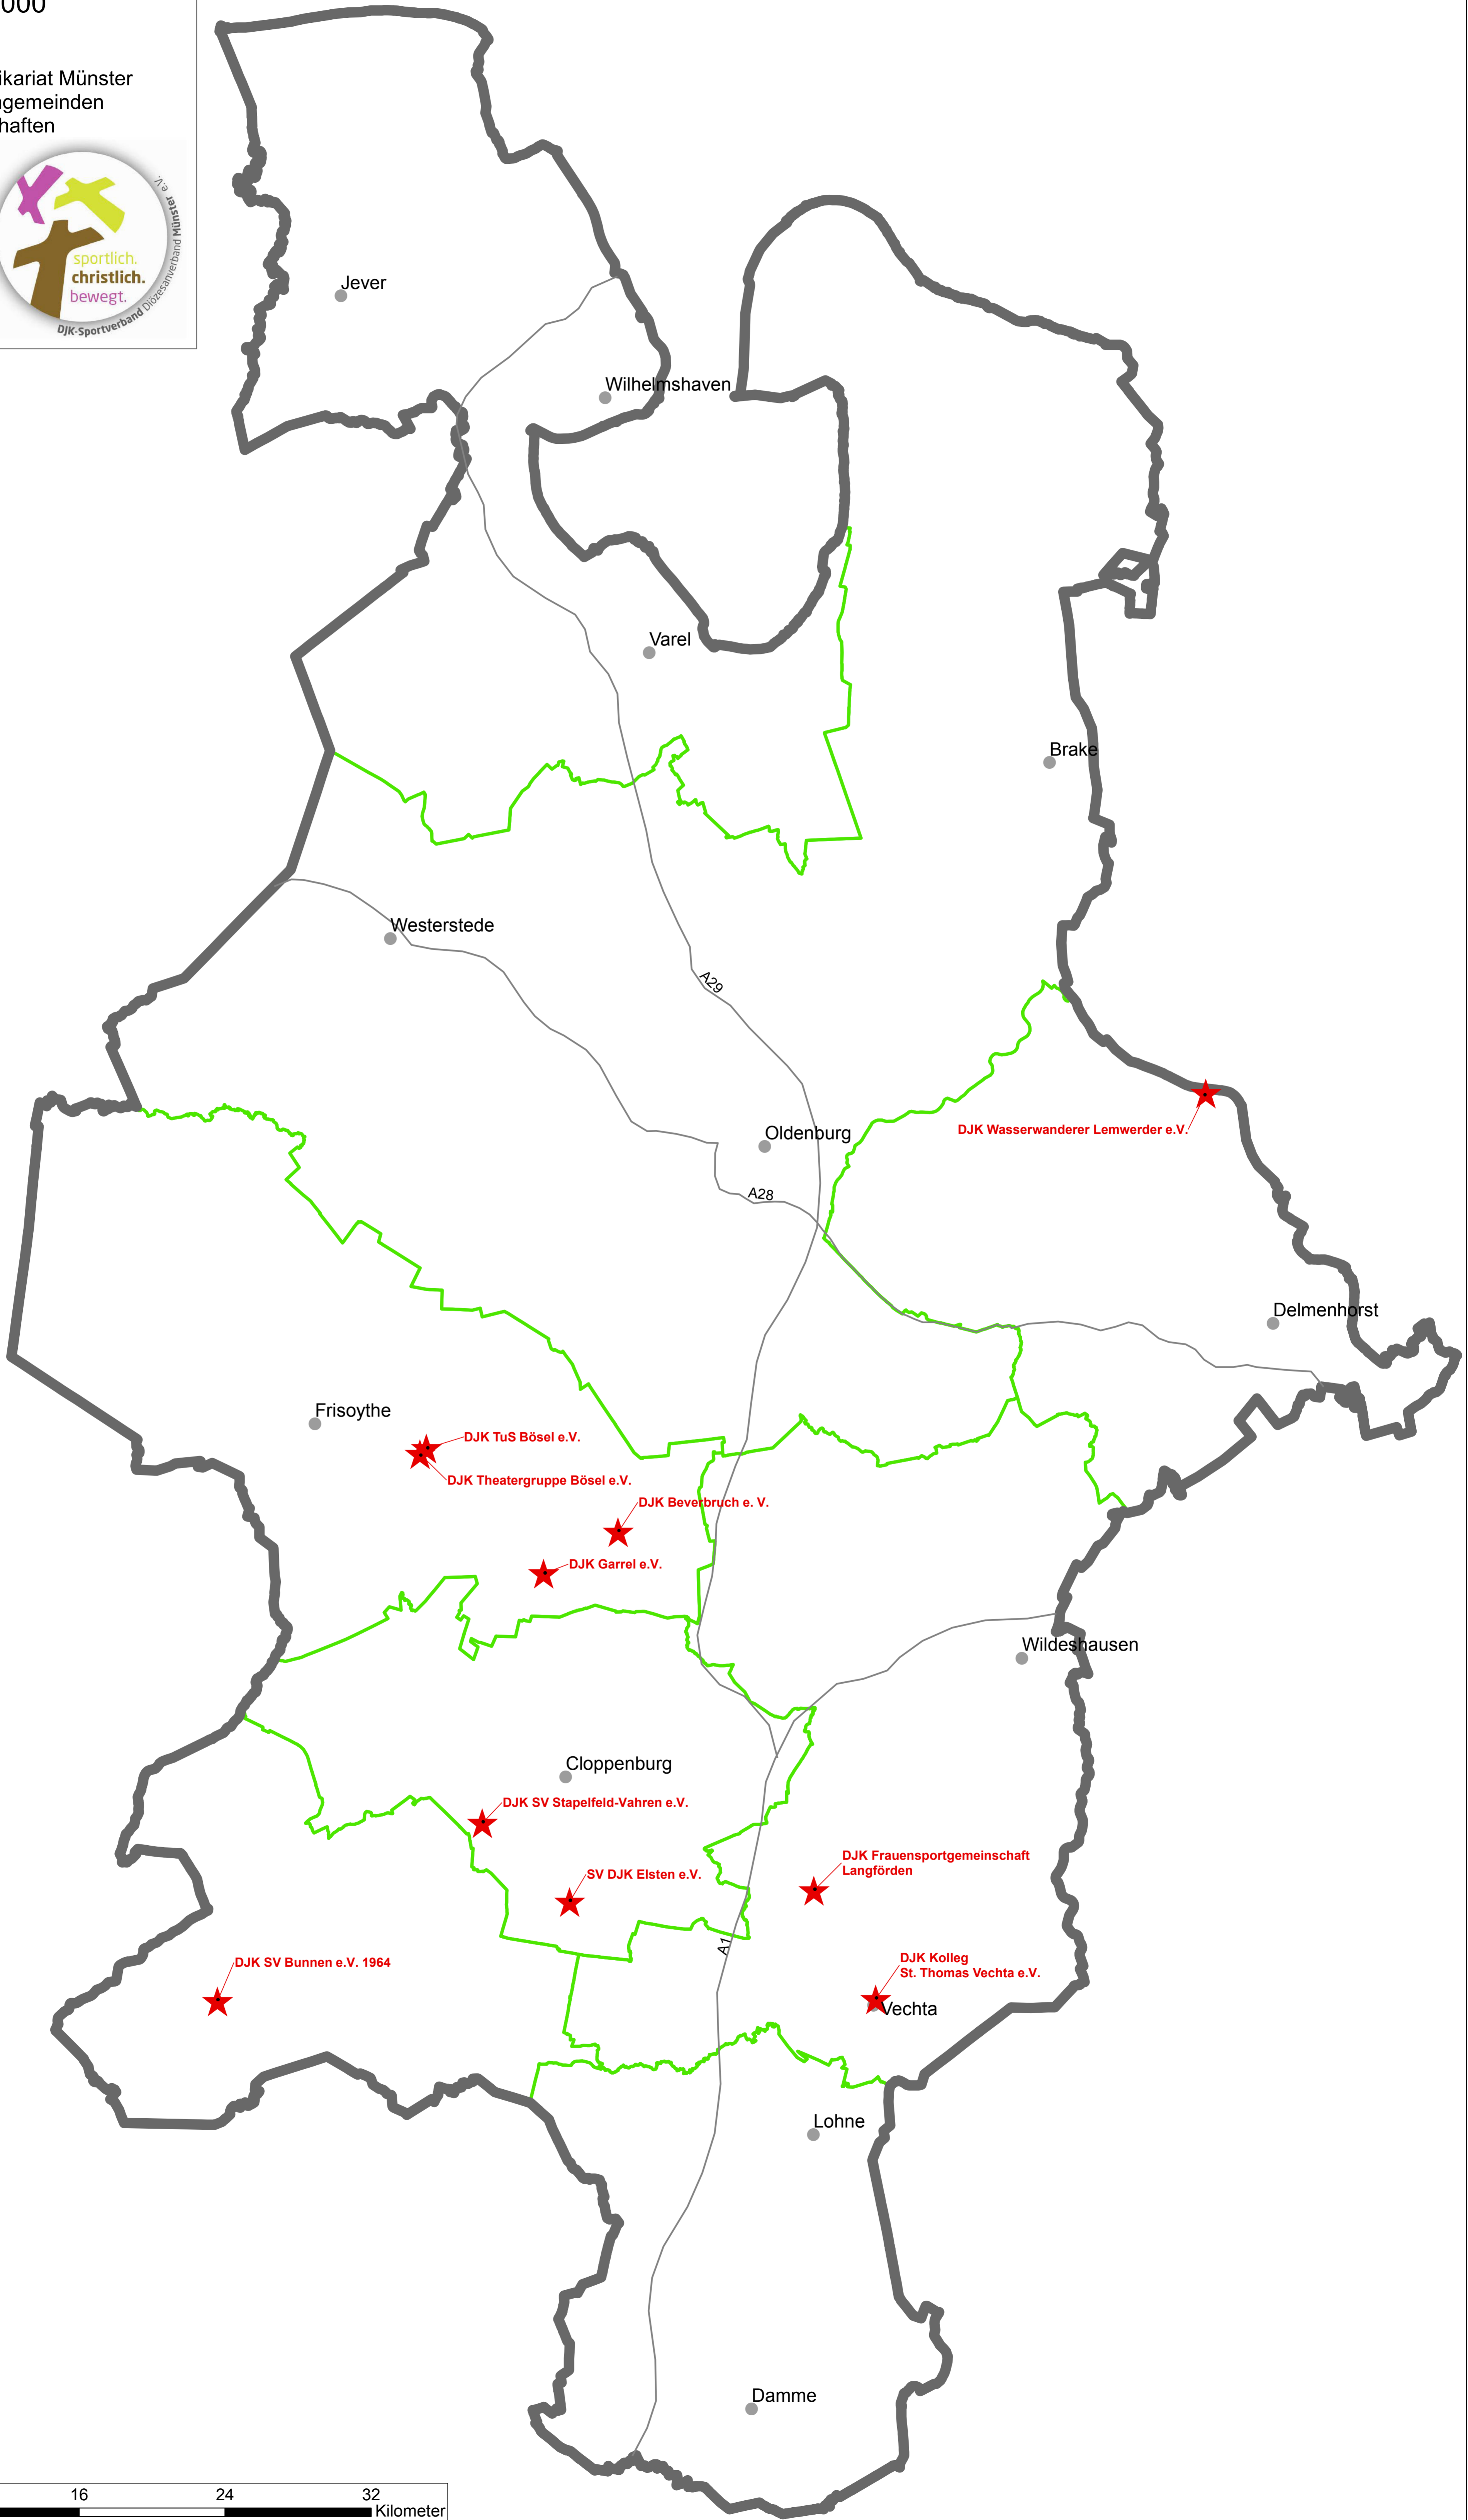 000
ikariat Münster
ngemeinden
haften
sportlich.
christlich.
bewegt.
DJK-Sportverband Diözesanverband Münster e.V.
Jever
Wilhelmshaven
Varel
Brake
Westerstede
A29
Oldenburg
DJK Wasserwanderer Lemwerder e.V.
A28
Delmenhorst
Frisoythe
DJK TuS Bösel e.V.
DJK Theatergruppe Bösel e.V.
DJK Beverbruch e. V.
DJK Garrel e.V.
Wildeshausen
Cloppenburg
DJK SV Stapelfeld-Vahren e.V.
DJK Frauensportgemeinschaft
Langförden
SV DJK Elsten e.V.
A1
DJK SV Bunnen e.V. 1964
DJK Kolleg
St. Thomas Vechta e.V.
Vechta
Lohne
Damme
16 24 32
Kilometer